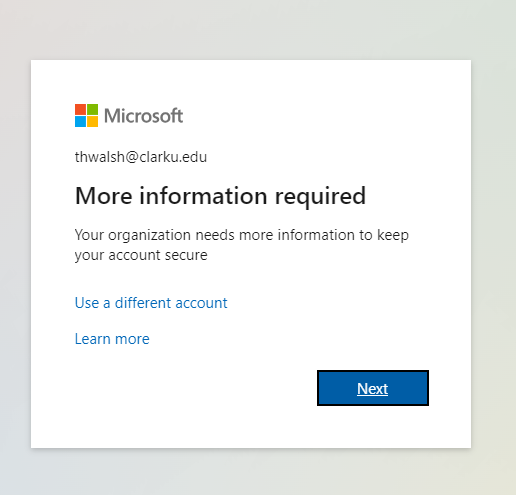 Microsoft
thwalsh@clarku.edu
More information required
Your organization needs more information to keep
your account secure
Use a different account
Learn more
Next